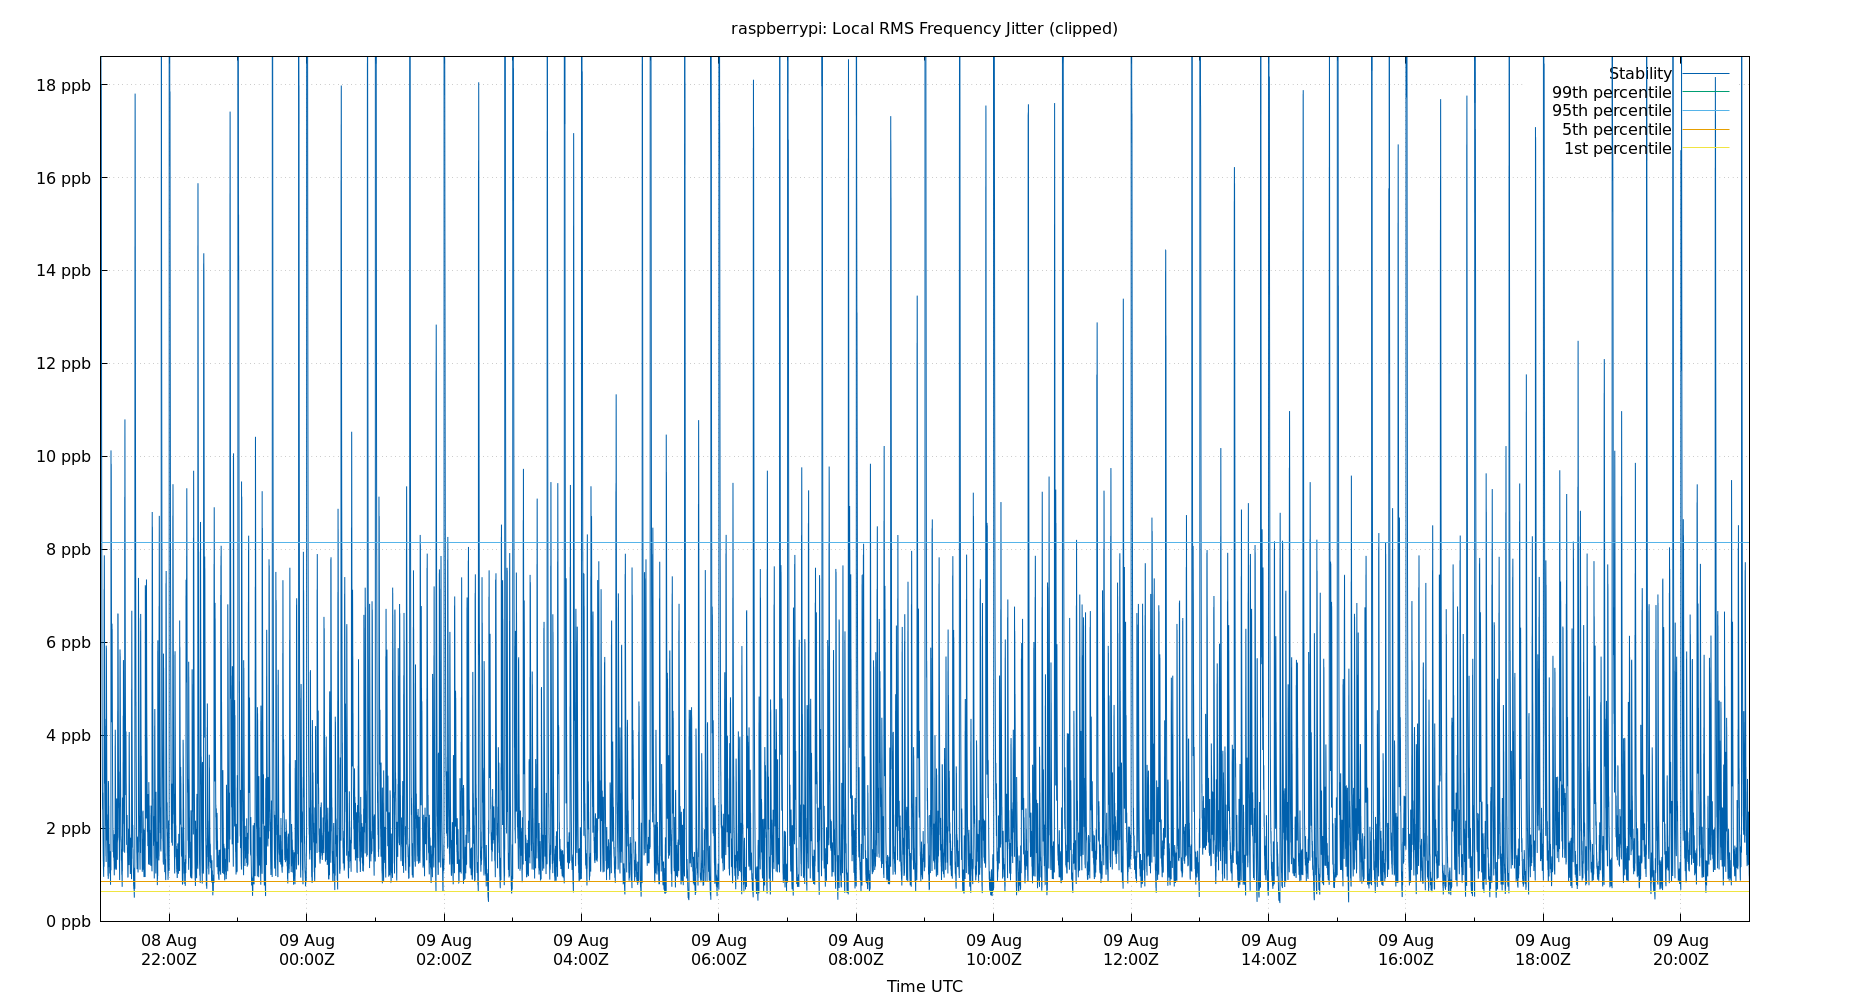 raspberrypi: Local RMS Frequency Jitter (clipped)
18 ppb
16 ppb
14 ppb
12 ppb
10 ppb
8 ppb
6 ppb
4 ppb
2 ppb
0 ppb
Stability
99th percentile
95th percentile
5th percentile
1st percentile
08 Aug 09 Aug 09 Aug 09 Aug 09 Aug 09 Aug 09 Aug 09 Aug 09 Aug 09 Aug 09 Aug 09 Aug
22:00Z 00:00Z 02:00Z 04:00Z 06:00Z 08:00Z 10:00Z 12:00Z 14:00Z 16:00Z 18:00Z 20:00Z
Time UTC